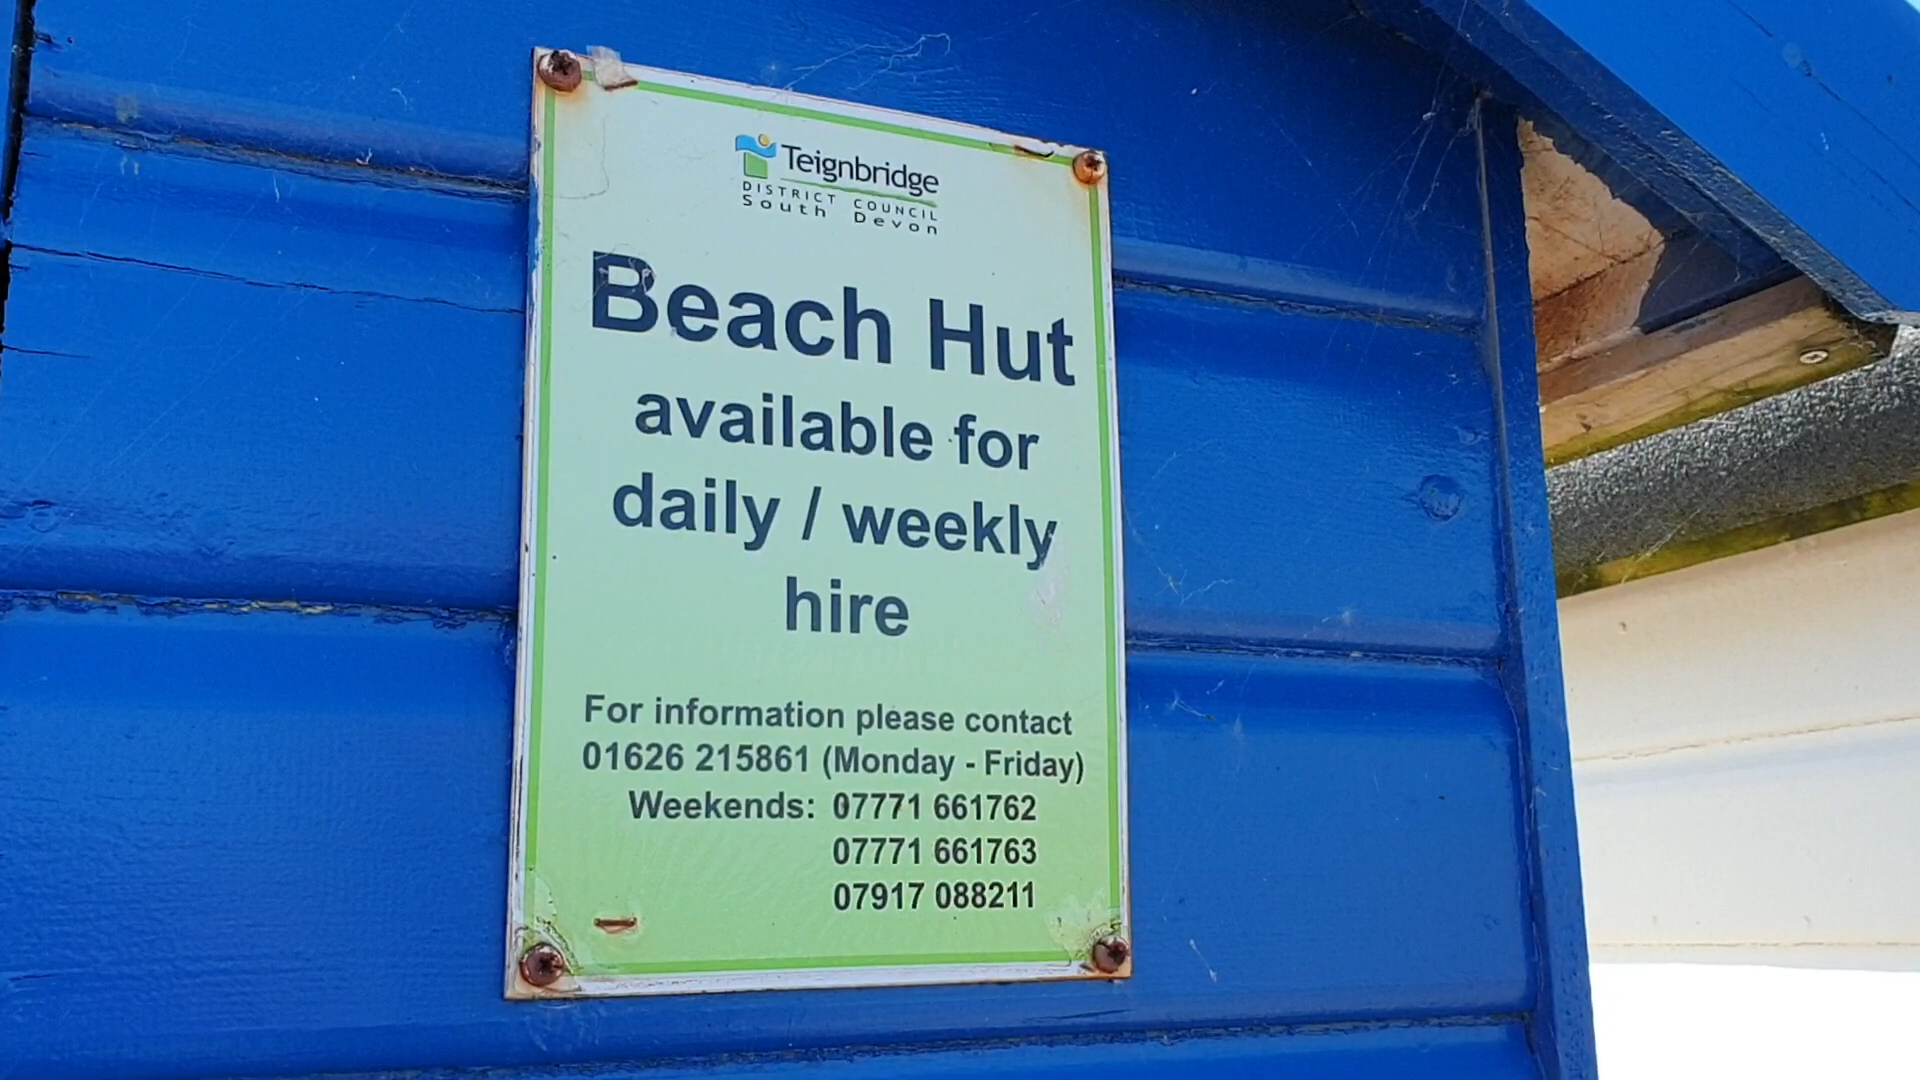 Teignbridge
DISTRICT COUNCIL
South Devon
Beach Hut
available for
daily / weekly
hire
For information please contact
01626 215861 (Monday - Friday)
Weekends: 07771 661762
07771 661763
07917 088211